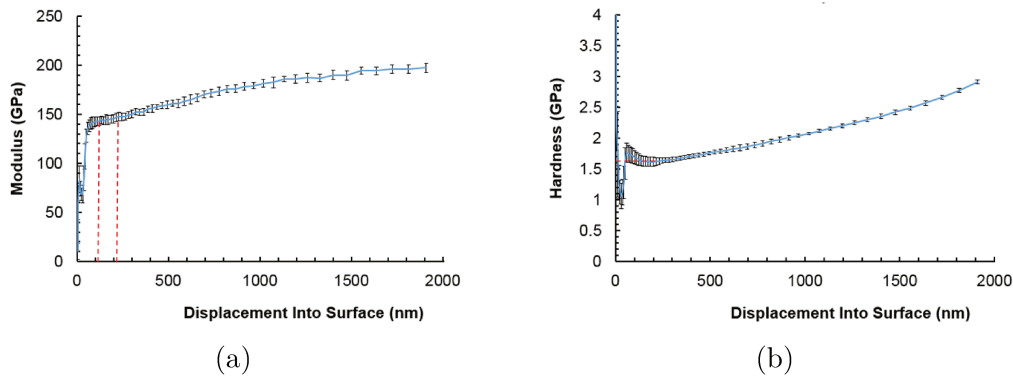 250
200
150
100
50
0
Modulus (GPa)
0 500 1000 1500 2000
Displacement Into Surface (nm)
(a)
4
3.5
3
2.5
2
1.5
1
0.5
0
Hardness (GPa)
0 500 1000 1500 2000
Displacement Into Surface (nm)
(b)